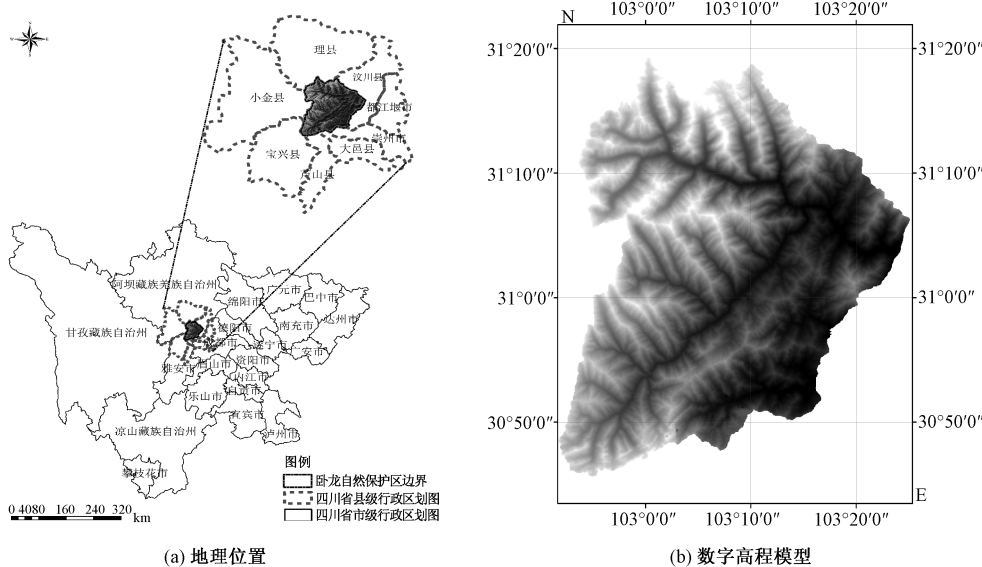 理县
汶川县
小金县
都江堰市
崇州市
宝兴县
大邑县
芦山县
阿坝藏族羌族自治州
广元市
绵阳市
巴中市
甘孜藏族自治州
德阳市
南充市
达州市
成都市
遂宁市
广安市
雅安市
眉山市
资阳市
内江市
乐山市
自贡市
宜宾市
凉山藏族自治州
泸州市
攀枝花市
图例
卧龙自然保护区边界
四川省县级行政区划图
四川省市级行政区划图
0 4080 160 240 320
km
(a) 地理位置
N
103°0′0″ 103°10′0″ 103°20′0″
31°20′0″ 31°20′0″
31°10′0″ 31°10′0″
31°0′0″ 31°0′0″
30°50′0″ 30°50′0″
E
103°0′0″ 103°10′0″ 103°20′0″
(b) 数字高程模型